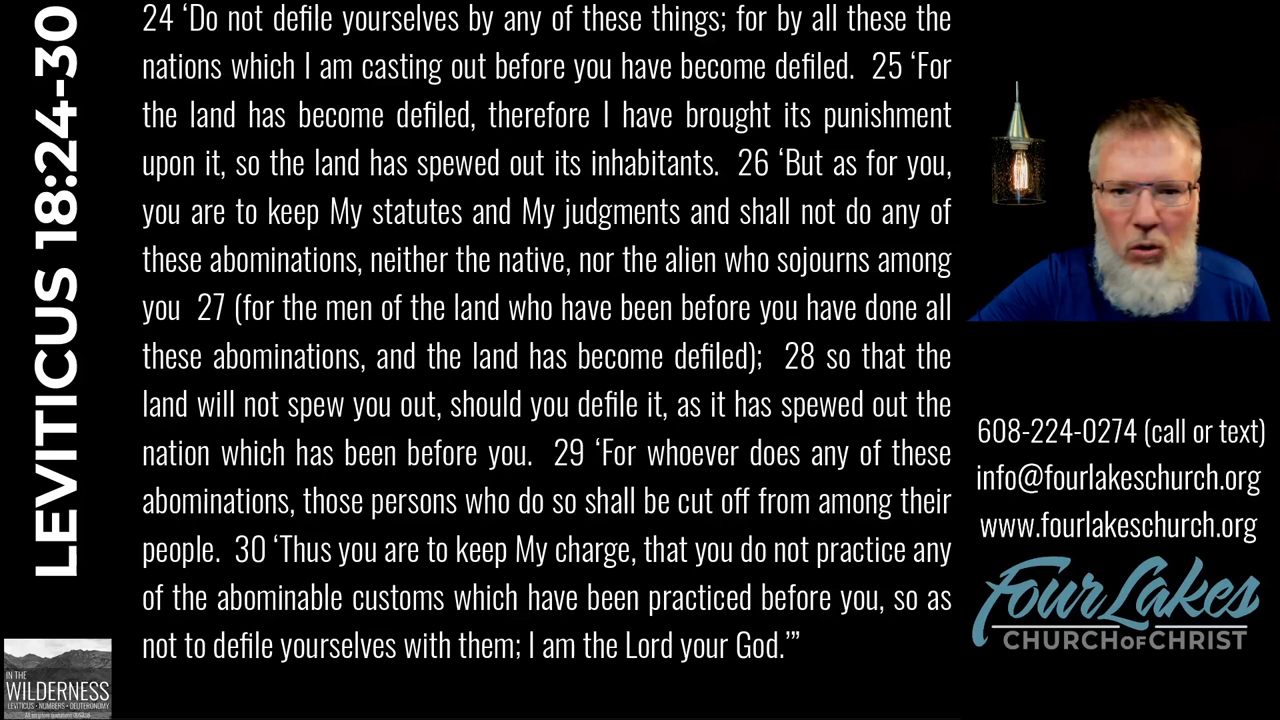 LEVITICUS 18:24-30
24 ‘Do not defile yourselves by any of these things; for by all these the
nations which I am casting out before you have become defiled. 25 ‘For
the land has become defiled, therefore I have brought its punishment
upon it, so the land has spewed out its inhabitants. 26 ‘But as for you,
you are to keep My statutes and My judgments and shall not do any of
these abominations, neither the native, nor the alien who sojourns among
you 27 (for the men of the land who have been before you have done all
these abominations, and the land has become defiled); 28 so that the
land will not spew you out, should you defile it, as it has spewed out the
nation which has been before you. 29 ‘For whoever does any of these
abominations, those persons who do so shall be cut off from among their
people. 30 ‘Thus you are to keep My charge, that you do not practice any
of the abominable customs which have been practiced before you, so as
not to defile yourselves with them; I am the Lord your God.’”
608-224-0274 (call or text)
info@fourlakeschurch.org
www.fourlakeschurch.org
Four Lakes
CHURCH OF CHRIST
IN THE
WILDERNESS
LEVITICUS • NUMBERS • DEUTERONOMY